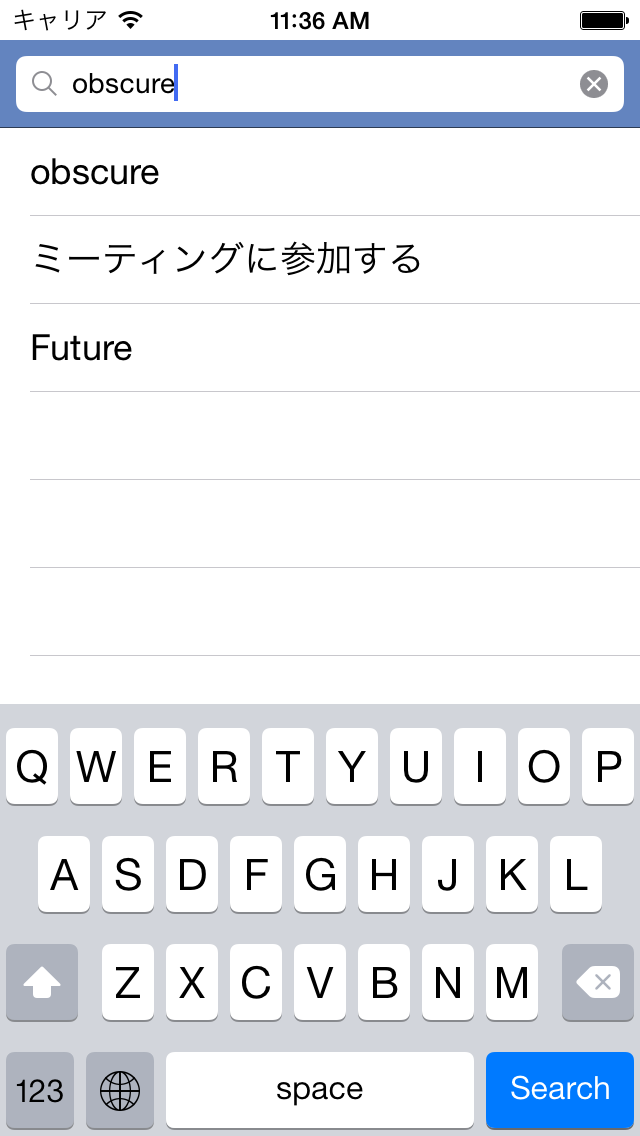 キャリア 11:36 AM
obscure
obscure
ミーティングに参加する
Future
Q W E R T Y U I O P
A S D F G H J K L
Z X C V B N M
123 space Search